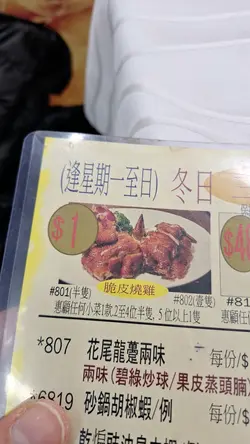 (逢星期一至日) 冬日
$1
$4
脆皮燒雞
#801(半隻) #802(壹隻) #81
惠顧任何小菜1款,2至4位半隻, 5位以上1隻
*807 花尾龍躉兩味 每份/$
兩味 (碧綠炒球/果皮蒸頭腩)
*6819 砂鍋胡椒蝦/例 每份/